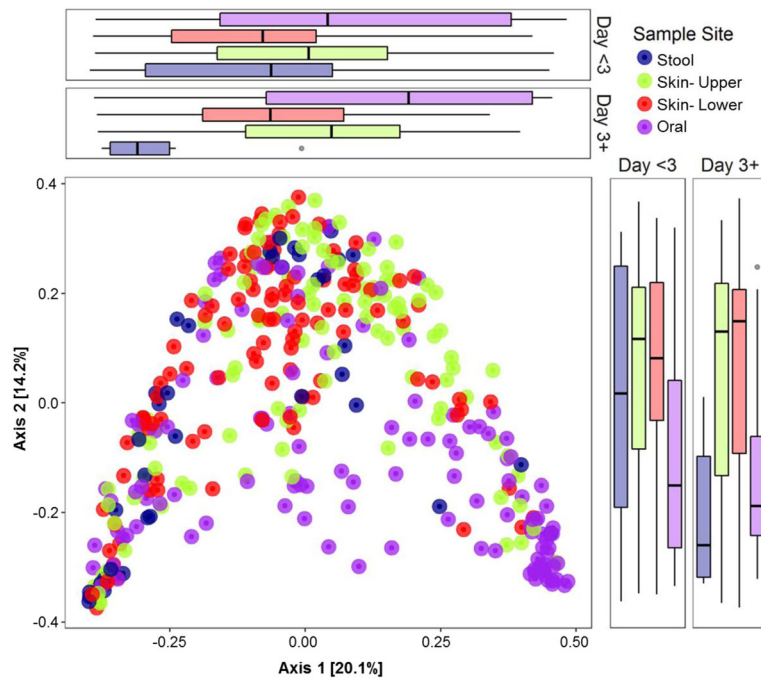 Day <3
Day 3+
Sample Site
Stool
Skin- Upper
Skin- Lower
Oral
Day <3 Day 3+
0.4
0.2
0.0
-0.2
-0.4
Axis 2 [14.2%]
-0.25 0.00 0.25 0.50
Axis 1 [20.1%]